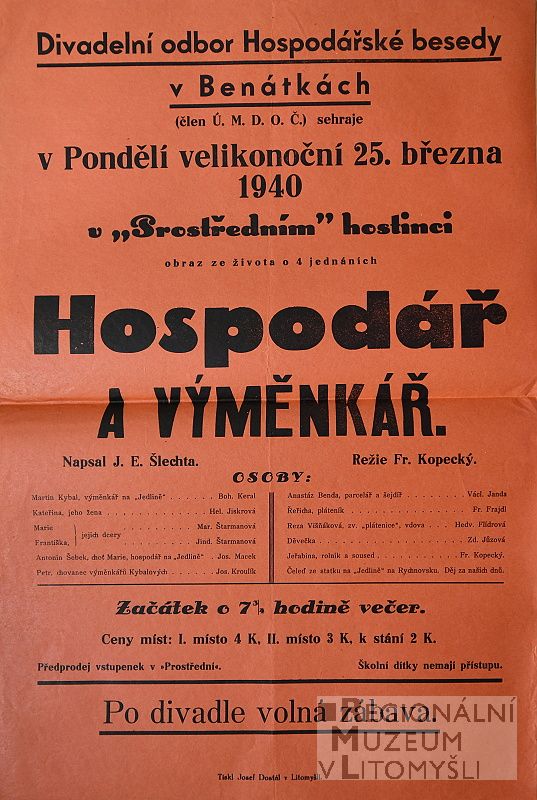 Divadelní odbor Hospodářské besedy
v Benátkách
(člen Ú. M. D. O. Č.) sehraje
v Pondělí velikonoční 25. března
1940
v „Prostředním” hostinci
obraz ze života o 4 jednáních
Hospodář
A VÝMĚNKÁŘ.
Napsal J. E. Šlechta. Režie Fr. Kopecký.
OSOBY:
Martin Kybal, výměnkář na „Jedlině” . . . . . . Boh. Keral
Kateřina, jeho žena . . . . . . . . . . Hel. Jiskrová
Marie
Františka, } jejich dcery
Mar. Štarmanová
Jind. Štarmanová
Antonín Šebek, choť Marie, hospodář na „Jedlině” . Jos. Macek
Petr, chovanec výměnkářů Kybalových . . . . Jos. Kroulík
Anastáz Benda, parcelář a šejdíř . . . . . . . Václ. Janda
Řeřicha, pláteník . . . . . . . . . . Fr. Frajdl
Reza Višňáková, zv. „plátenice”, vdova . . . Hedv. Flídrová
Děvečka . . . . . . . . . . . . Zd. Jůzová
Jeřabina, rolník a soused . . . . . . . . Fr. Kopecký.
Čeleď ze statku na „Jedlině” na Rychnovsku. Děj za našich dnů.
Začátek o 7¾ hodině večer.
Ceny míst: I. místo 4 K, II. místo 3 K, k stání 2 K.
Předprodej vstupenek v »Prostřední«. Školní dítky nemají přístupu.
Po divadle volná zábava.
Tiskl Josef Dostál v Litomyšli.
REGIONÁLNÍ
MUZEUM
V LITOMYŠLI